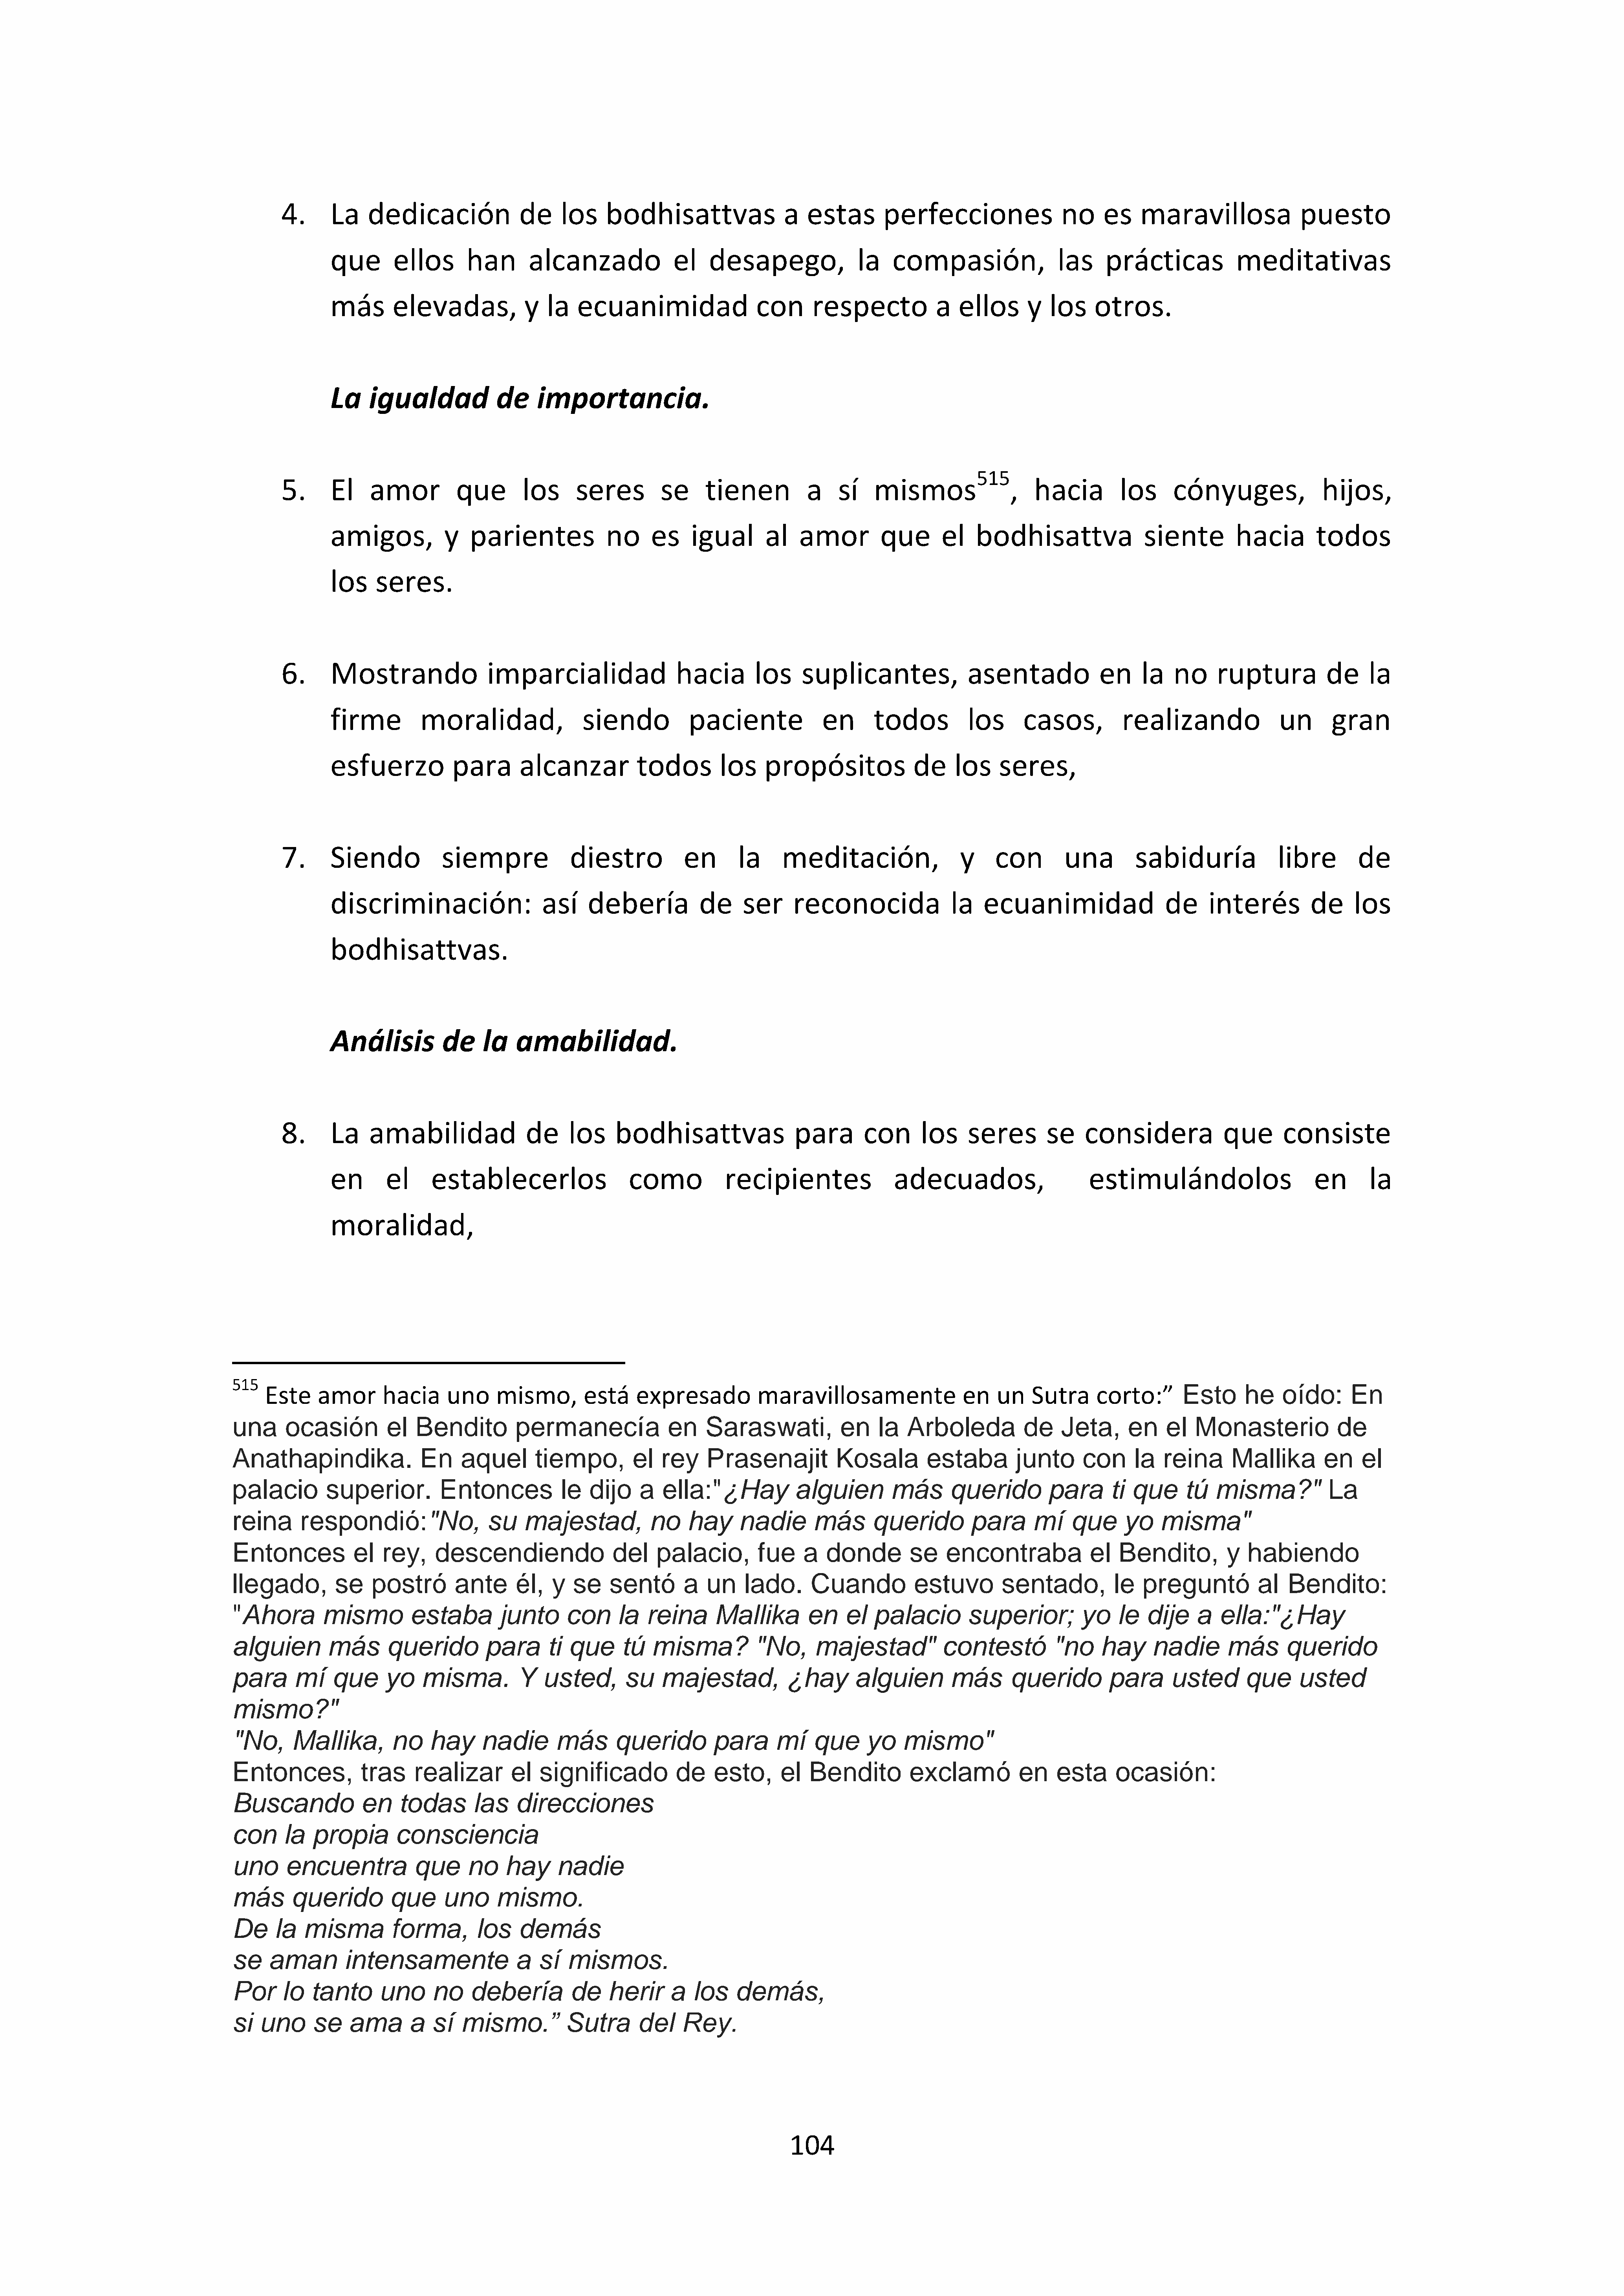 4. La dedicación de los bodhisattvas a estas perfecciones no es maravillosa puesto
que ellos han alcanzado el desapego, la compasión, las prácticas meditativas
más elevadas, y la ecuanimidad con respecto a ellos y los otros.
La igualdad de importancia.
5. El amor que los seres se tienen a sí mismos515, hacia los cónyuges, hijos,
amigos, y parientes no es igual al amor que el bodhisattva siente hacia todos
los seres.
6. Mostrando imparcialidad hacia los suplicantes, asentado en la no ruptura de la
firme moralidad, siendo paciente en todos los casos, realizando un gran
esfuerzo para alcanzar todos los propósitos de los seres,
7. Siendo siempre diestro en la meditación, y con una sabiduría libre de
discriminación: así debería de ser reconocida la ecuanimidad de interés de los
bodhisattvas.
Análisis de la amabilidad.
8. La amabilidad de los bodhisattvas para con los seres se considera que consiste
en el establecerlos como recipientes adecuados, estimulándolos en la
moralidad,
515 Este amor hacia uno mismo, está expresado maravillosamente en un Sutra corto:” Esto he oído: En
una ocasión el Bendito permanecía en Saraswati, en la Arboleda de Jeta, en el Monasterio de
Anathapindika. En aquel tiempo, el rey Prasenajit Kosala estaba junto con la reina Mallika en el
palacio superior. Entonces le dijo a ella:"¿Hay alguien más querido para ti que tú misma?" La
reina respondió:"No, su majestad, no hay nadie más querido para mí que yo misma"
Entonces el rey, descendiendo del palacio, fue a donde se encontraba el Bendito, y habiendo
llegado, se postró ante él, y se sentó a un lado. Cuando estuvo sentado, le preguntó al Bendito:
"Ahora mismo estaba junto con la reina Mallika en el palacio superior; yo le dije a ella:"¿Hay
alguien más querido para ti que tú misma? "No, majestad" contestó "no hay nadie más querido
para mí que yo misma. Y usted, su majestad, ¿hay alguien más querido para usted que usted
mismo?"
"No, Mallika, no hay nadie más querido para mí que yo mismo"
Entonces, tras realizar el significado de esto, el Bendito exclamó en esta ocasión:
Buscando en todas las direcciones
con la propia consciencia
uno encuentra que no hay nadie
más querido que uno mismo.
De la misma forma, los demás
se aman intensamente a sí mismos.
Por lo tanto uno no debería de herir a los demás,
si uno se ama a sí mismo.” Sutra del Rey.
104